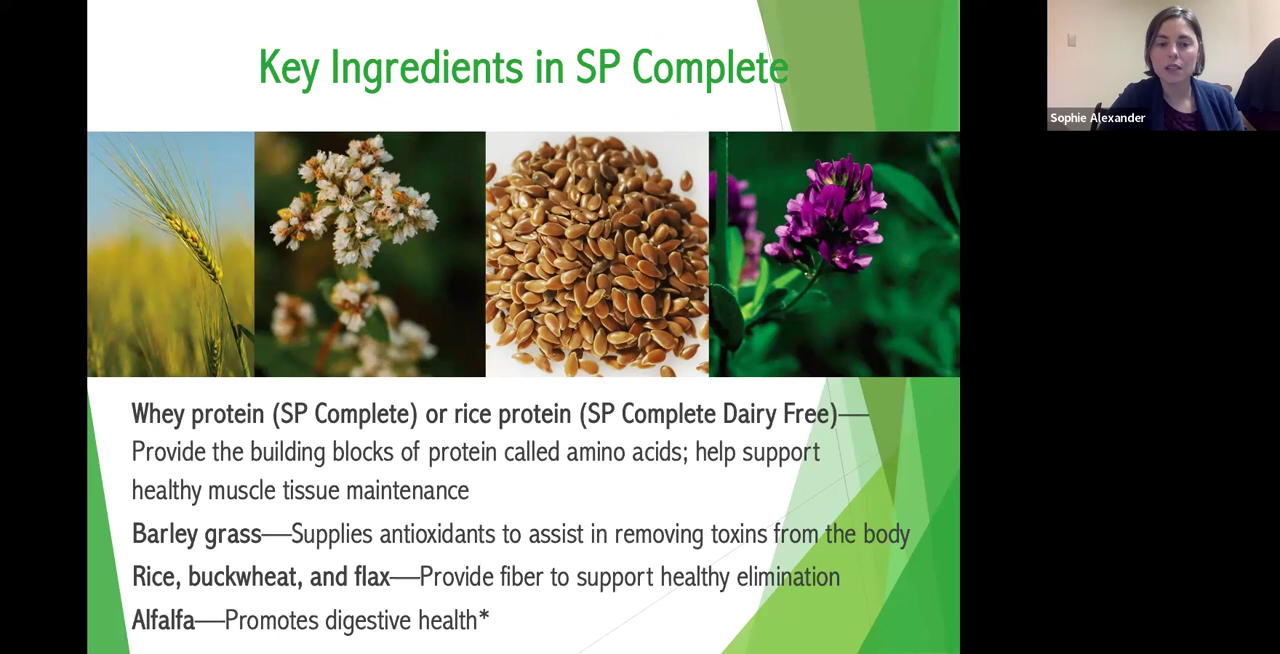 Key Ingredients in SP Complete
Sophie Alexander
Whey protein (SP Complete) or rice protein (SP Complete Dairy Free)—
Provide the building blocks of protein called amino acids; help support
healthy muscle tissue maintenance
Barley grass—Supplies antioxidants to assist in removing toxins from the body
Rice, buckwheat, and flax—Provide fiber to support healthy elimination
Alfalfa—Promotes digestive health*